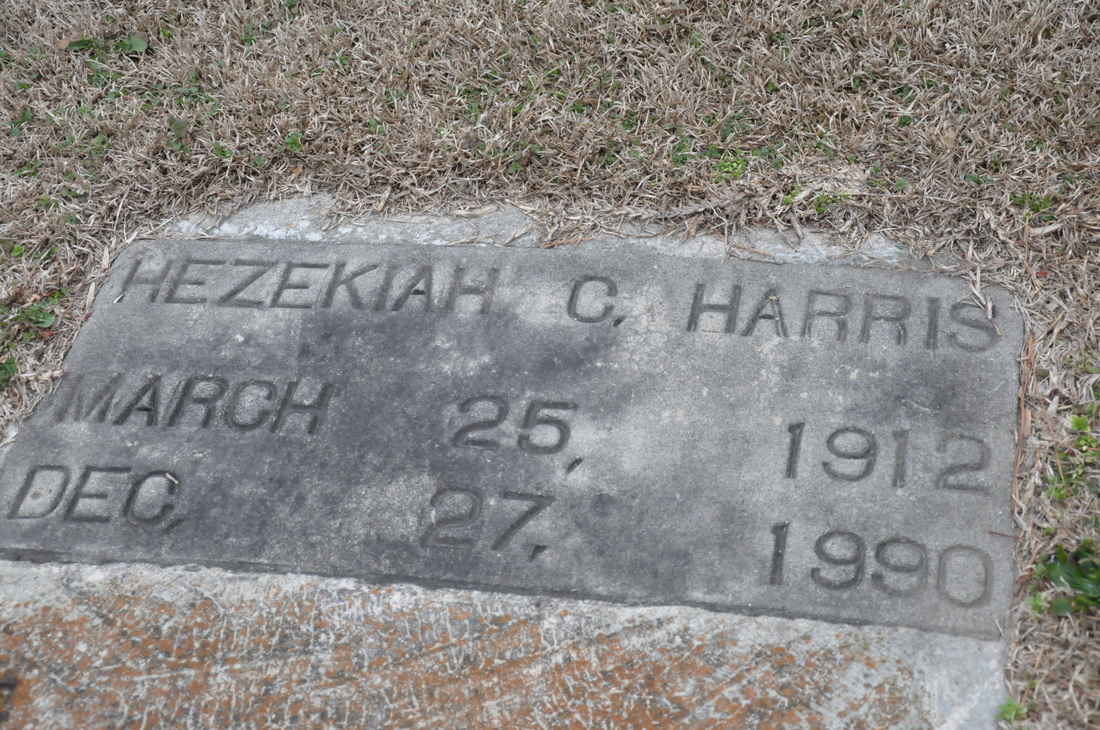 HEZEKIAH C. HARRIS
MARCH 25, 1912
DEC, 27, 1990